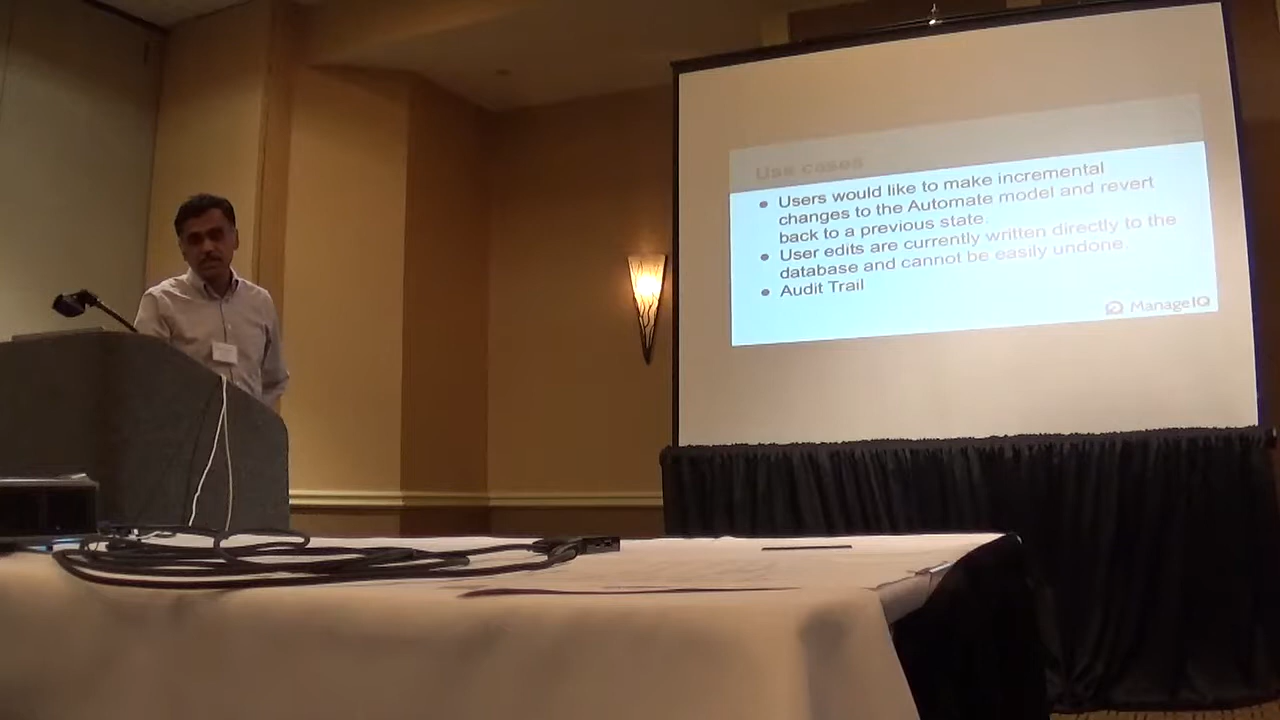 Use cases
Users would like to make incremental
changes to the Automate model and revert
back to a previous state.
User edits are currently written directly to the
database and cannot be easily undone.
Audit Trail
ManageIQ